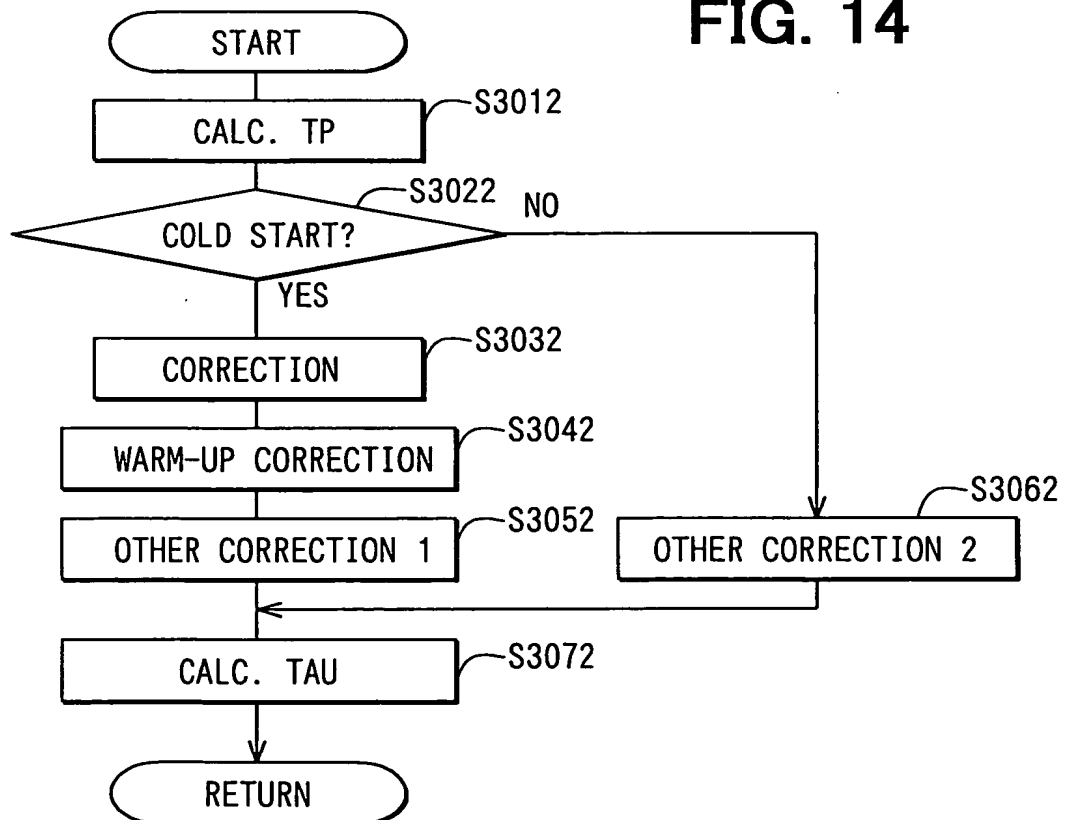 FIG. 14
START
S3012
CALC. TP
S3022
COLD START?
NO
YES
S3032
CORRECTION
S3042
WARM-UP CORRECTION
S3052
OTHER CORRECTION 1
S3062
OTHER CORRECTION 2
S3072
CALC. TAU
RETURN